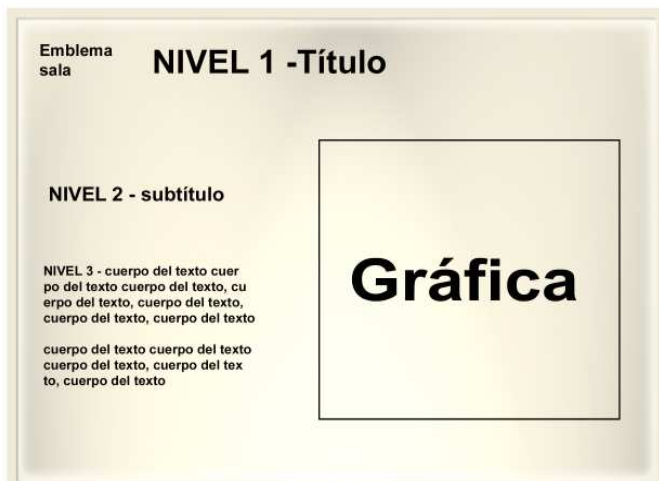 Emblema
sala
NIVEL 1 -Título
NIVEL 2 - subtítulo
NIVEL 3 - cuerpo del texto cuer
po del texto cuerpo del texto, cu
erpo del texto, cuerpo del texto,
cuerpo del texto, cuerpo del texto
cuerpo del texto cuerpo del texto
cuerpo del texto, cuerpo del tex
to, cuerpo del texto
Gráfica